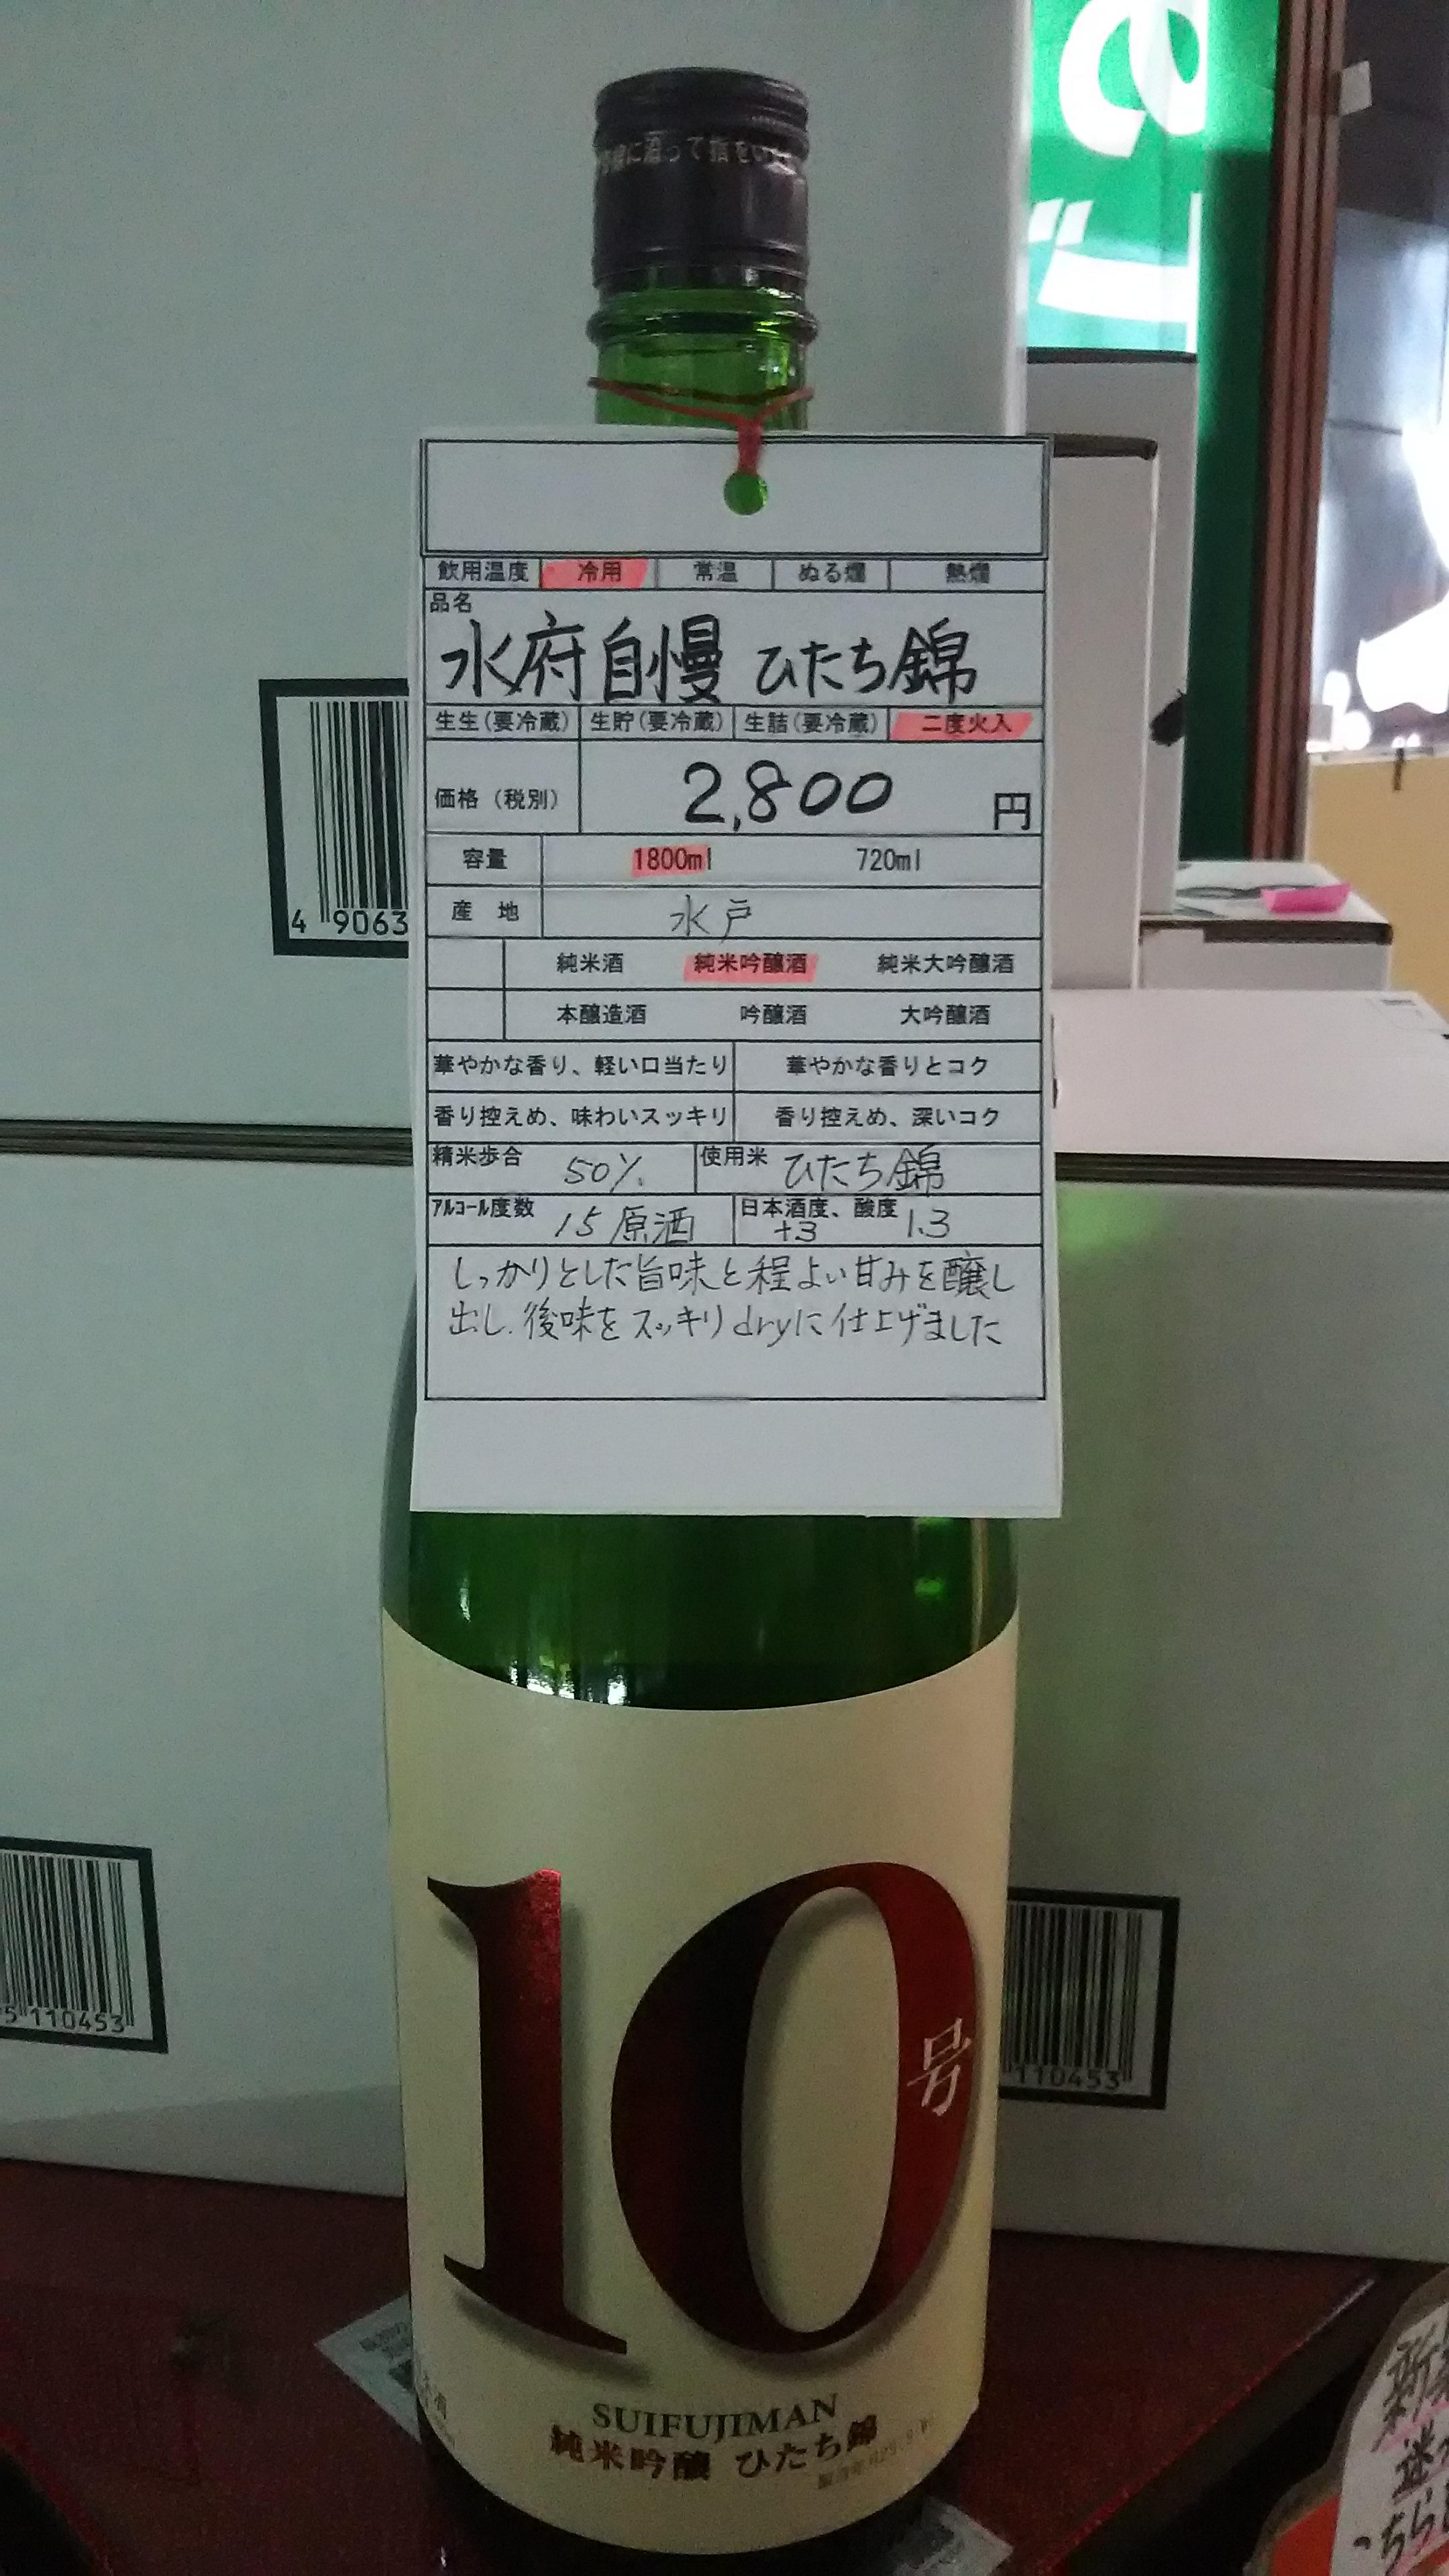 の
飲用温度 冷用 常温 ぬる燗 熱燗
品名
水府自慢 ひたち錦
生生(要冷蔵) 生貯(要冷蔵) 生詰(要冷蔵) 二度火入
価格(税別) 2,800 円
容量 1800ml 720ml
産 地 水戸
純米酒 純米吟醸酒 純米大吟醸酒
本醸造酒 吟醸酒 大吟醸酒
華やかな香り、軽い口当たり 華やかな香りとコク
香り控えめ、味わいスッキリ 香り控えめ、深いコク
精米歩合 50% 使用米 ひたち錦
アルコール度数 15原酒 日本酒度、酸度 +3 1.3
しっかりとした旨味と程よい甘みを醸し
出し、後味をスッキリdryに仕上げました
4 9063
5 110453
110453
10号
SUIFUJIMAN
純米吟醸 ひたち錦